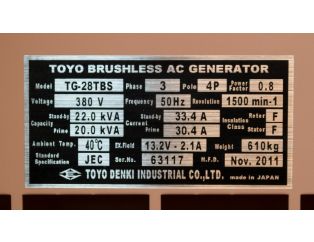 TOYO BRUSHLESS AC GENERATOR
Model TG-28TBS Phase 3 Pole 4P Power Factor 0.8
Voltage 380 V Frequency 50Hz Revolution 1500 min-1
Capacity Stand-by 22.0 kVA Current Stand-by 33.4 A Insulation Class Rotor F
Prime 20.0 kVA Prime 30.4 A Stator F
Ambient Temp. 40°C EX.Field 13.2V - 2.1A Weight 610kg
Standard Specification JEC Ser.No. 63117 M.F.D. Nov. 2011
TOYO DENKI INDUSTRIAL CO.,LTD. made in JAPAN